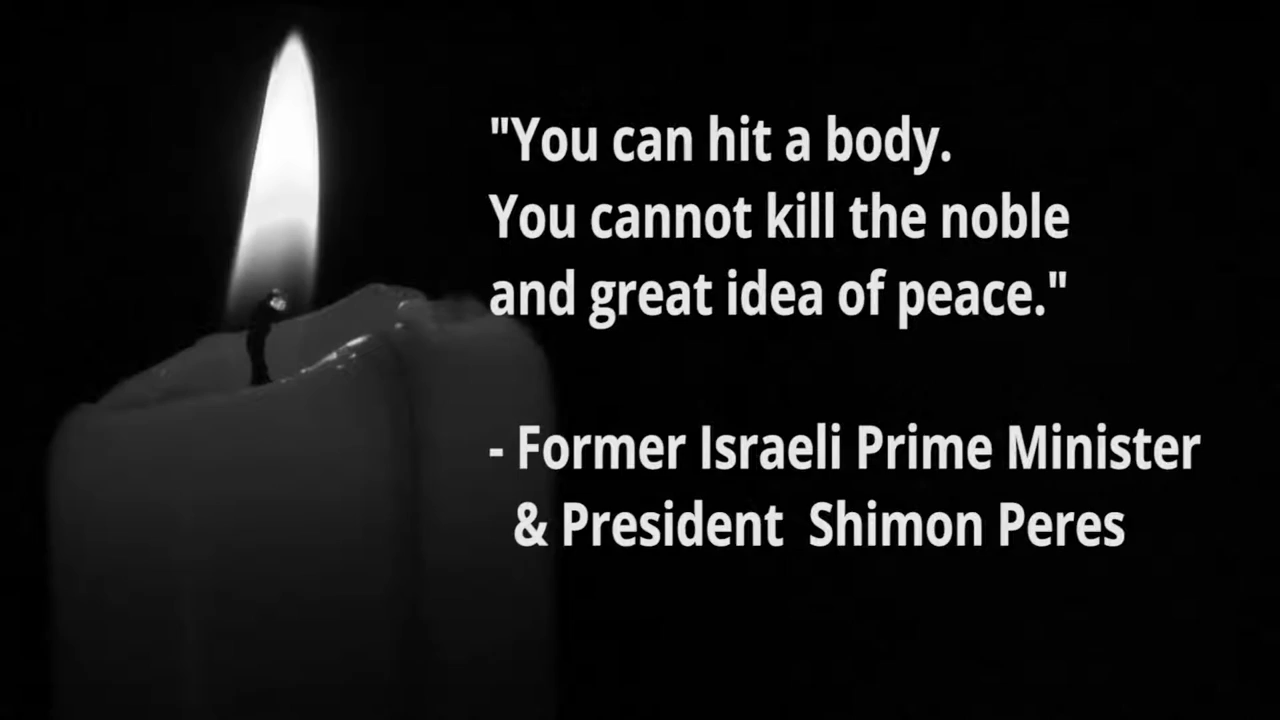 "You can hit a body.
You cannot kill the noble
and great idea of peace."
- Former Israeli Prime Minister
& President  Shimon Peres